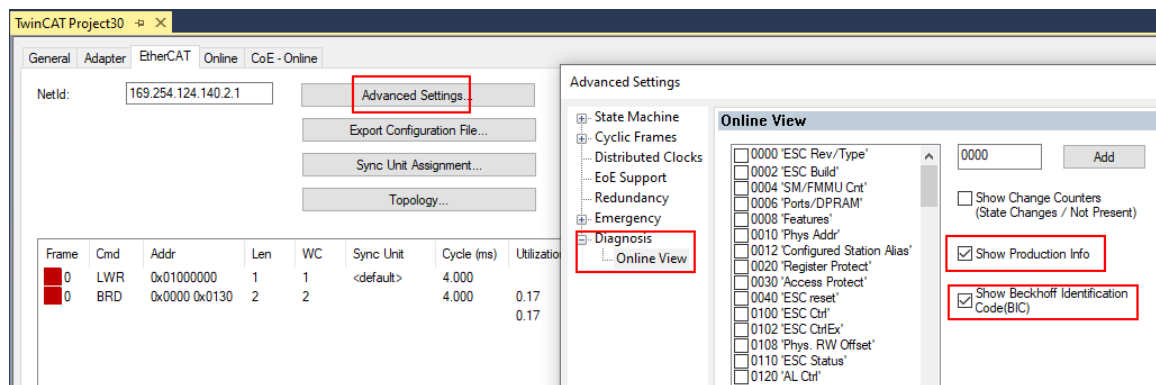 TwinCAT Project30
General Adapter EtherCAT Online CoE - Online
NetId: 169.254.124.140.2.1
Advanced Settings...
Export Configuration File...
Sync Unit Assignment...
Topology...
Frame Cmd Addr Len WC Sync Unit Cycle (ms) Utilizatio
0 LWR 0x01000000 1 1 <default> 4.000
0 BRD 0x0000 0x0130 2 2 4.000 0.17
0.17
Advanced Settings
State Machine
Cyclic Frames
Distributed Clocks
EoE Support
Redundancy
Emergency
Diagnosis
Online View
Online View
0000 'ESC Rev/Type'
0002 'ESC Build'
0004 'SM/FMMU Cnt'
0006 'Ports/DPRAM'
0008 'Features'
0010 'Phys Addr'
0012 'Configured Station Alias'
0020 'Register Protect'
0030 'Access Protect'
0040 'ESC reset'
0100 'ESC Ctrl'
0102 'ESC CtrlEx'
0108 'Phys. RW Offset'
0110 'ESC Status'
0120 'AL Ctrl'
0000 Add
Show Change Counters
(State Changes / Not Present)
Show Production Info
Show Beckhoff Identification
Code(BIC)